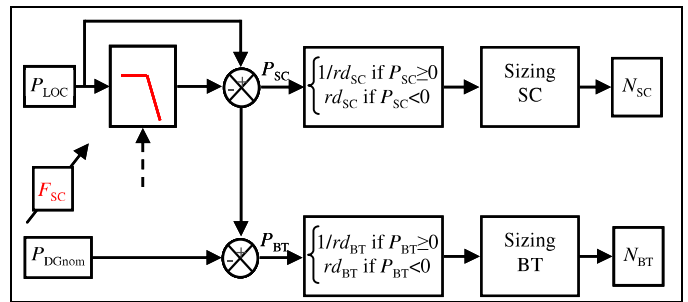 P_LOC
+
-
P_SC
1/rd_SC if P_SC≥0
rd_SC if P_SC<0
Sizing
SC
N_SC
F_SC
P_DGnom
+
-
P_BT
1/rd_BT if P_BT≥0
rd_BT if P_BT<0
Sizing
BT
N_BT